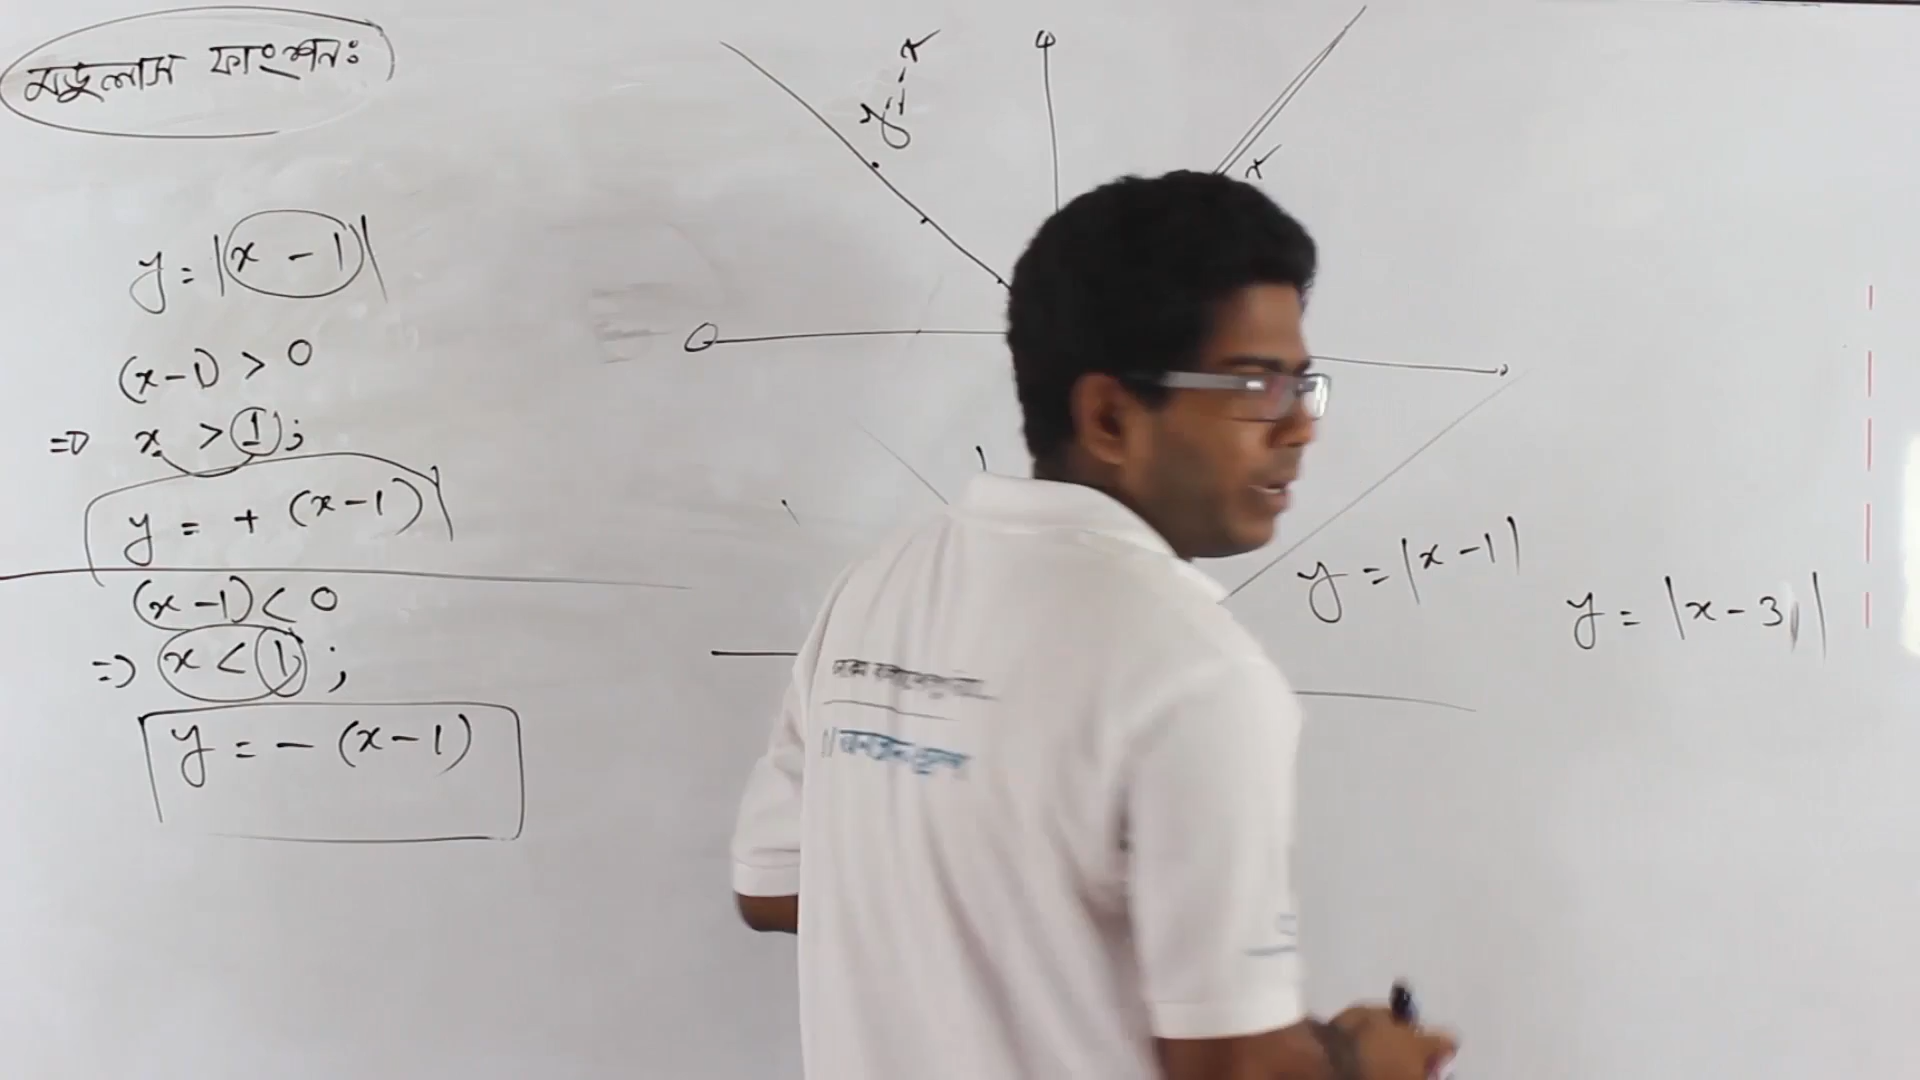 মডুলাস ফাংশনঃ
y = |x - 1|
(x-1) > 0
=> x > 1 ;
y = + (x-1)
(x-1) < 0
=> x < 1 ;
y = - (x-1)
y = -x
x
y = |x-1|
y = |x-3|